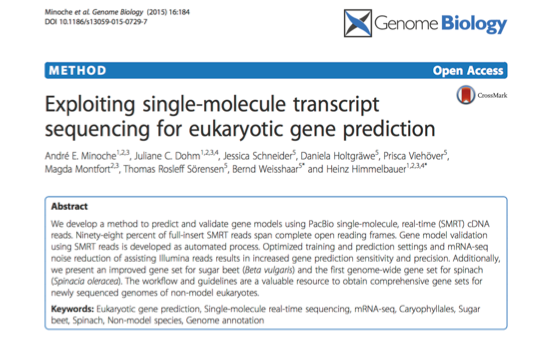 Minoche et al. Genome Biology (2015) 16:184
DOI 10.1186/s13059-015-0729-7
Genome Biology
METHOD
Open Access
Exploiting single-molecule transcript
sequencing for eukaryotic gene prediction
CrossMark
André E. Minoche1,2,3, Juliane C. Dohm1,2,3,4, Jessica Schneider5, Daniela Holtgräwe5, Prisca Viehöver5,
Magda Montfort2,3, Thomas Rosleff Sörensen5, Bernd Weisshaar5* and Heinz Himmelbauer1,2,3,4*
Abstract
We develop a method to predict and validate gene models using PacBio single-molecule, real-time (SMRT) cDNA
reads. Ninety-eight percent of full-insert SMRT reads span complete open reading frames. Gene model validation
using SMRT reads is developed as automated process. Optimized training and prediction settings and mRNA-seq
noise reduction of assisting Illumina reads results in increased gene prediction sensitivity and precision. Additionally,
we present an improved gene set for sugar beet (Beta vulgaris) and the first genome-wide gene set for spinach
(Spinacia oleracea). The workflow and guidelines are a valuable resource to obtain comprehensive gene sets for
newly sequenced genomes of non-model eukaryotes.
Keywords: Eukaryotic gene prediction, Single-molecule real-time sequencing, mRNA-seq, Caryophyllales, Sugar
beet, Spinach, Non-model species, Genome annotation